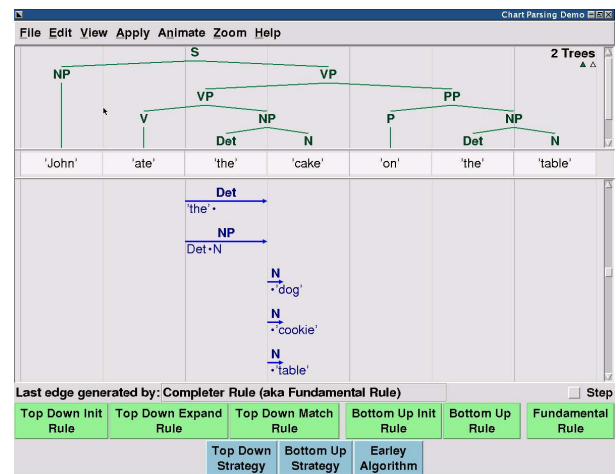 Chart Parsing Demo
File Edit View Apply Animate Zoom Help
S
2 Trees
NP VP
VP PP
V NP P NP
Det N Det N
'John' 'ate' 'the' 'cake' 'on' 'the' 'table'
Det
'the' •
NP
Det • N
N
• 'dog'
N
• 'cookie'
N
• 'table'
Last edge generated by: Completer Rule (aka Fundamental Rule) Step
Top Down Init Rule
Top Down Expand Rule
Top Down Match Rule
Bottom Up Init Rule
Bottom Up Rule
Fundamental Rule
Top Down Strategy
Bottom Up Strategy
Earley Algorithm